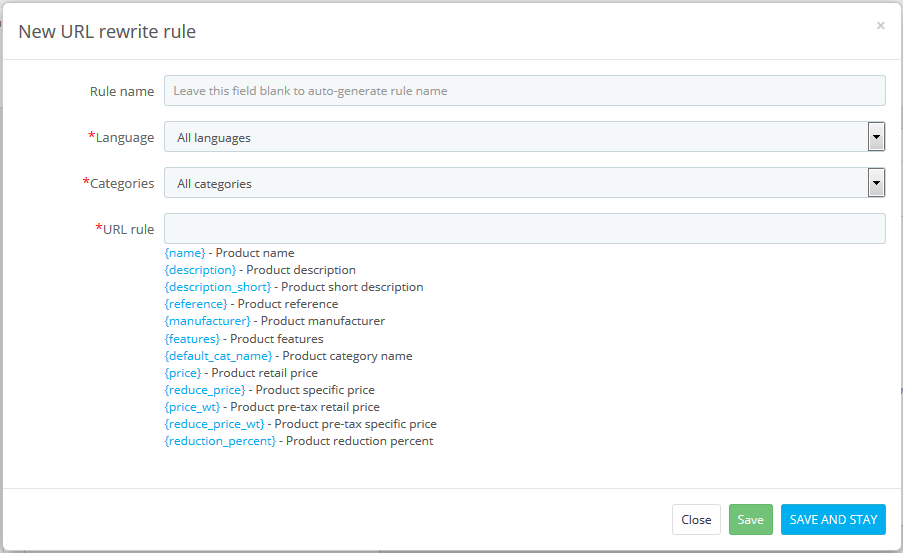 New URL rewrite rule ×
Rule name Leave this field blank to auto-generate rule name
*Language All languages
*Categories All categories
*URL rule
{name} - Product name
{description} - Product description
{description_short} - Product short description
{reference} - Product reference
{manufacturer} - Product manufacturer
{features} - Product features
{default_cat_name} - Product category name
{price} - Product retail price
{reduce_price} - Product specific price
{price_wt} - Product pre-tax retail price
{reduce_price_wt} - Product pre-tax specific price
{reduction_percent} - Product reduction percent
Close Save SAVE AND STAY